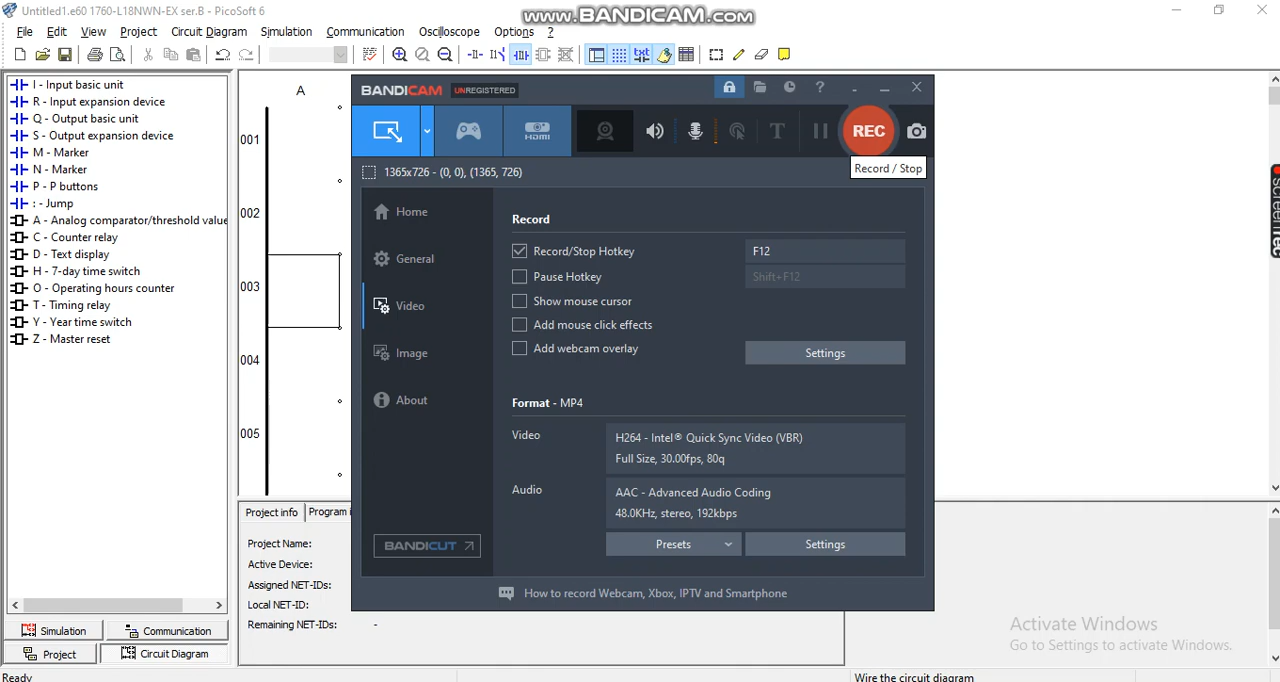 Untitled1.e60 1760-L18NWN-EX ser.B - PicoSoft 6
www.BANDICAM.com
File Edit View Project Circuit Diagram Simulation Communication Oscilloscope Options ?
I - Input basic unit
R - Input expansion device
Q - Output basic unit
S - Output expansion device
M - Marker
N - Marker
P - P buttons
: - Jump
A - Analog comparator/threshold value
C - Counter relay
D - Text display
H - 7-day time switch
O - Operating hours counter
T - Timing relay
Y - Year time switch
Z - Master reset
Simulation
Communication
Project
Circuit Diagram
Ready
A
001
002
003
004
005
BANDICAM UNREGISTERED
HDMI
REC
Record / Stop
1365x726 - (0, 0), (1365, 726)
Home
General
Video
Image
About
BANDICUT
Record
Record/Stop Hotkey F12
Pause Hotkey Shift+F12
Show mouse cursor
Add mouse click effects
Add webcam overlay
Settings
Format - MP4
Video
H264 - Intel® Quick Sync Video (VBR)
Full Size, 30.00fps, 80q
Audio
AAC - Advanced Audio Coding
48.0KHz, stereo, 192kbps
Presets
Settings
How to record Webcam, Xbox, IPTV and Smartphone
Project info
Project Name:
Active Device:
Assigned NET-IDs:
Local NET-ID:
Remaining NET-IDs: -
Activate Windows
Go to Settings to activate Windows.
Wire the circuit diagram